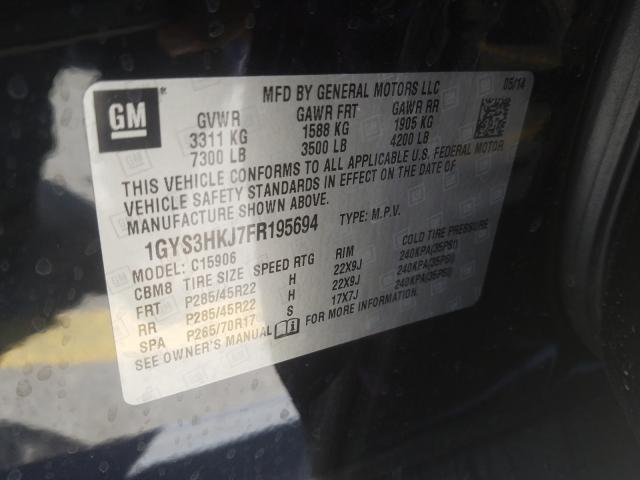 GM
MFD BY GENERAL MOTORS LLC 05/14
GVWR GAWR FRT GAWR RR
3311 KG 1588 KG 1905 KG
7300 LB 3500 LB 4200 LB
THIS VEHICLE CONFORMS TO ALL APPLICABLE U.S. FEDERAL MOTOR
VEHICLE SAFETY STANDARDS IN EFFECT ON THE DATE OF
MANUFACTURE SHOWN ABOVE.
1GYS3HKJ7FR195694 TYPE: M.P.V.
MODEL: C15906
CBM8 TIRE SIZE SPEED RTG RIM COLD TIRE PRESSURE
FRT P285/45R22 H 22X9J 240KPA(35PSI)
RR P285/45R22 H 22X9J 240KPA(35PSI)
SPA P265/70R17 S 17X7J 240KPA(35PSI)
SEE OWNER'S MANUAL FOR MORE INFORMATION.